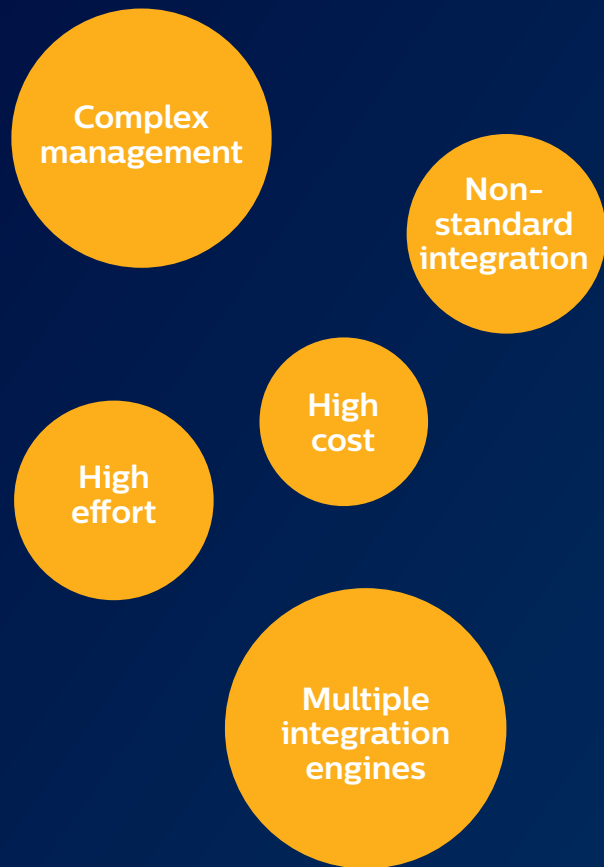 Complex
management
Non-
standard
integration
High
cost
High
effort
Multiple
integration
engines